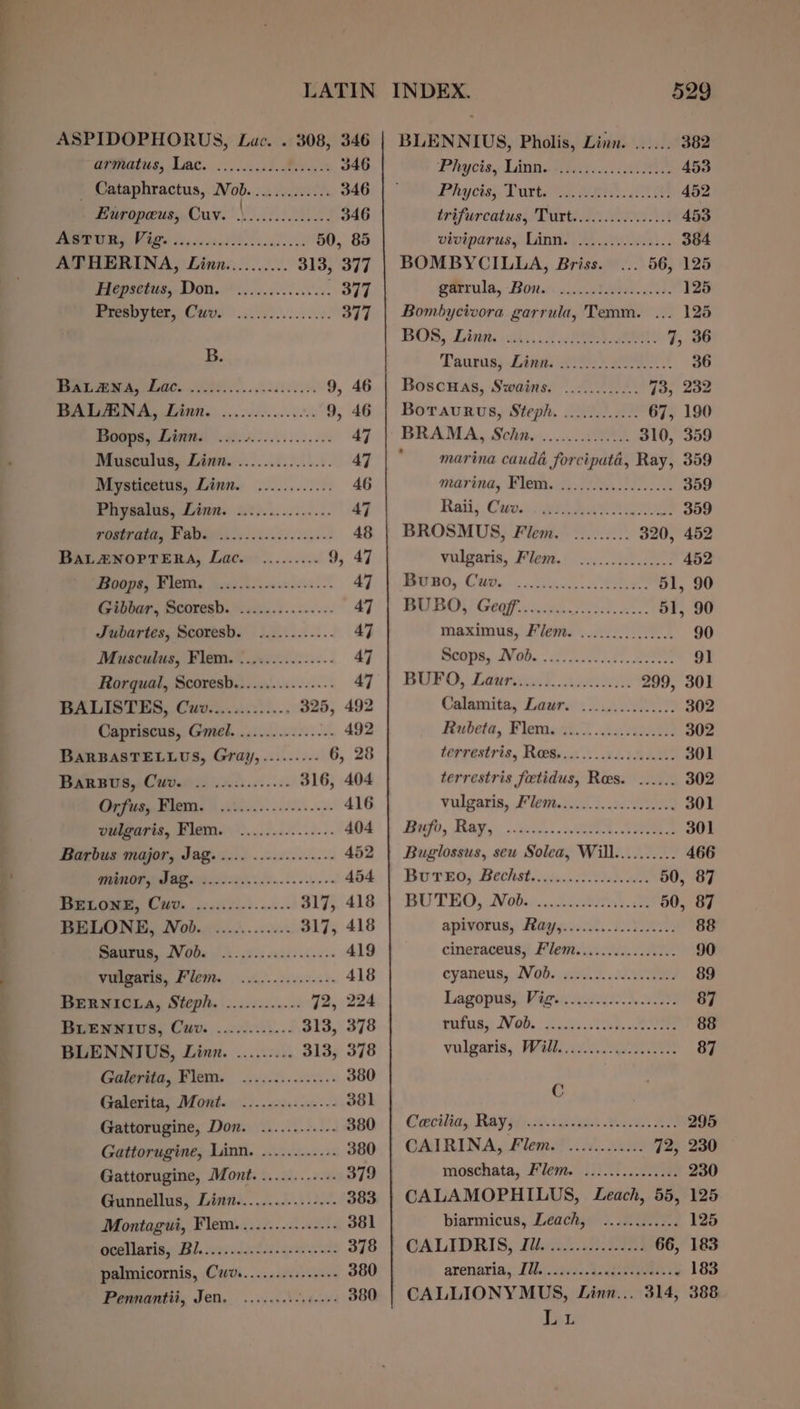 LATIN INDEX. 529
ASPIDOPHORUS, Lac. . 308, 346
armatus, Lac. .................. 346
Cataphractus, Nob. ............ 346
Europæus, Cuv. ............... 346
ASTUR, Vig. ..................... 50, 85
ATHERINA, Linn.......... 313, 377
Hepsetus, Don. ............... 377
Presbyter, Cuv. ............... 377
B.
BALÆNA, Lac. .................. 9, 46
BALÆNA, Linn. ............... 9, 46
Boops, Linn. .................. 47
Musculus, Linn. ............... 47
Mysticetus, Linn. ............ 46
Physalus, Linn. ............... 47
rostrata, Fab. .................. 48
BALÆNOPTERA, Lac. ......... 9, 47
Boops, Flem. .................. 47
Gibbar, Scoresb. ............... 47
Jubartes, Scoresb. ............ 47
Musculus, Flem. ............... 47
Rorqual, Scoresb............... 47
BALISTES, Cuv............. 325, 492
Capriscus, Gmel. ............... 492
BARBASTELLUS, Gray, ......... 6, 28
BARBUS, Cuv. .. ............ 316, 404
Orfus, Flem. .................. 416
vulgaris, Flem. ............... 404
Barbus major, Jag. .... ............ 452
minor, Jag. ..................... 454
BELONE, Cuv. ............... 317, 418
BELONE, Nob. ............ 317, 418
Saurus, Nob. .................. 419
vulgaris, Flem. ............... 418
BERNICLA, Steph. ............ 72, 224
BLENNIUS, Cuv. ............ 313, 378
BLENNIUS, Linn. ......... 313, 378
Galerita, Flem. ............... 380
Galerita, Mont. ............... 381
Gattorugine, Don. ............ 380
Gattorugine, Linn. ............ 380
Gattorugine, Mont. ............ 379
Gunnellus, Linn................ 383
Montagui, Flem................ 381
ocellaris, Bl..................... 378
palmicornis, Cuv............... 380
Pennantii, Jen. ............... 380
BLENNIUS, Pholis, Linn. ...... 382
Phycis, Linn. .................. 453
Phycis, Turt. .................. 452
trifurcatus, Turt............... 453
viviparus, Linn. ............... 384
BOMBYCILLA, Briss. ... 56, 125
garrula, Bon. .................. 125
Bombycivora garrula, Temm. ... 125
BOS, Linn. ..................... 7, 36
Taurus, Linn. .................. 36
BOSCHAS, Swains. ............ 73, 232
BOTAURUS, Steph. ............ 67, 190
BRAMA, Schn. ............... 310, 359
marina caudâ forcipatâ, Ray, 359
marina, Flem. .................. 359
Raii, Cuv. ..................... 359
BROSMUS, Flem. ......... 320, 452
vulgaris, Flem. ............... 452
BUBO, Cuv. ..................... 51, 90
BUBO, Geoff..................... 51, 90
maximus, Flem. ............... 90
Scops, Nob. ..................... 91
BUFO, Laur.................. 299, 301
Calamita, Laur. ............... 302
Rubeta, Flem. .................. 302
terrestris, Rœs.................. 301
terrestris fœtidus, Rœs. ...... 302
vulgaris, Flem.................. 301
Bufo, Ray, ........................ 301
Buglossus, seu Solea, Will.......... 466
BUTEO, Bechst.................. 50, 87
BUTEO, Nob. .................. 50, 87
apivorus, Ray,.................. 88
cineraceus, Flem............... 90
cyaneus, Nob. .................. 89
Lagopus, Vig. .................. 87
rufus, Nob. ..................... 88
vulgaris, Will................... 87
C
Cæcilia, Ray, ..................... 295
CAIRINA, Flem. ............ 72, 230
moschata, Flem. ............... 230
CALAMOPHILUS, Leach, 55, 125
biarmicus, Leach, ............ 125
CALIDRIS, Ill. ............... 66, 183
arenaria, Ill..................... 183
CALLIONYMUS, Linn... 314, 388
L L